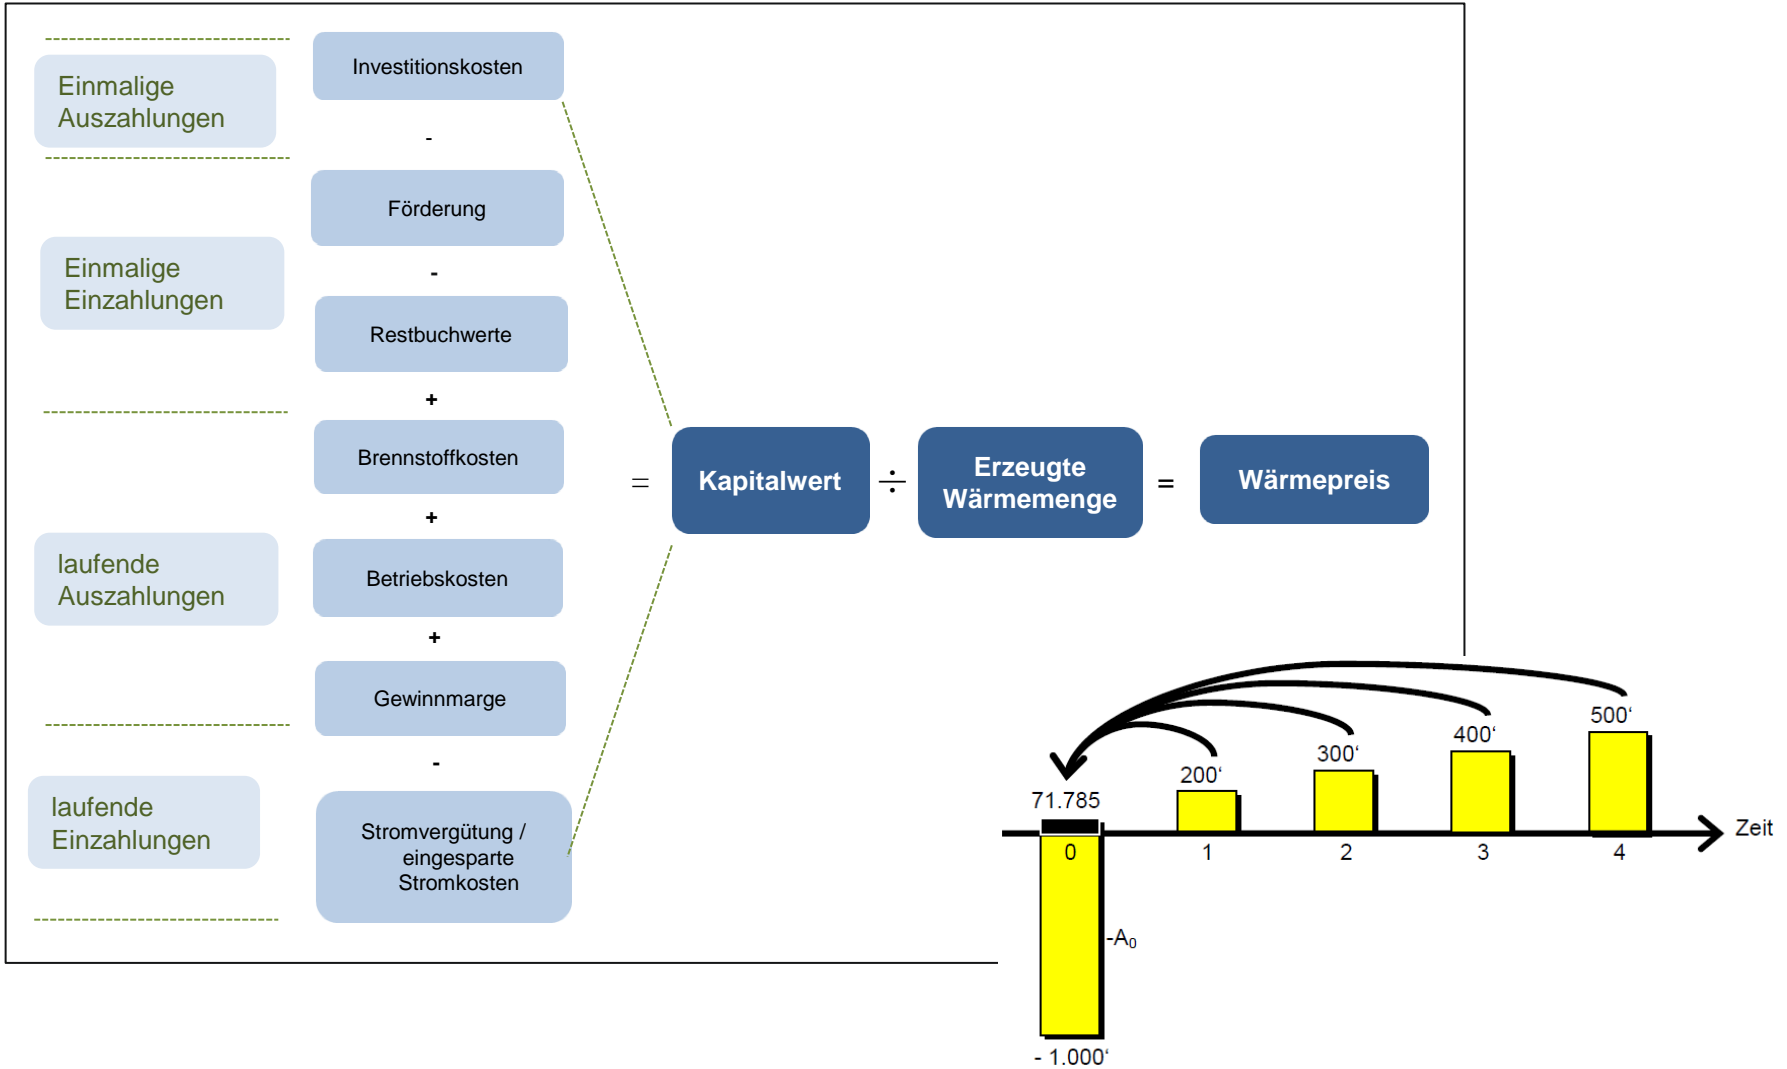 Einmalige
Auszahlungen
Einmalige
Einzahlungen
laufende
Auszahlungen
laufende
Einzahlungen
Investitionskosten
-
Förderung
-
Restbuchwerte
+
Brennstoffkosten
+
Betriebskosten
+
Gewinnmarge
-
Stromvergütung /
eingesparte
Stromkosten
=
Kapitalwert
÷
Erzeugte
Wärmemenge
=
Wärmepreis
71.785
200‘
300‘
400‘
500‘
0
1
2
3
4
Zeit
-A₀
- 1.000‘